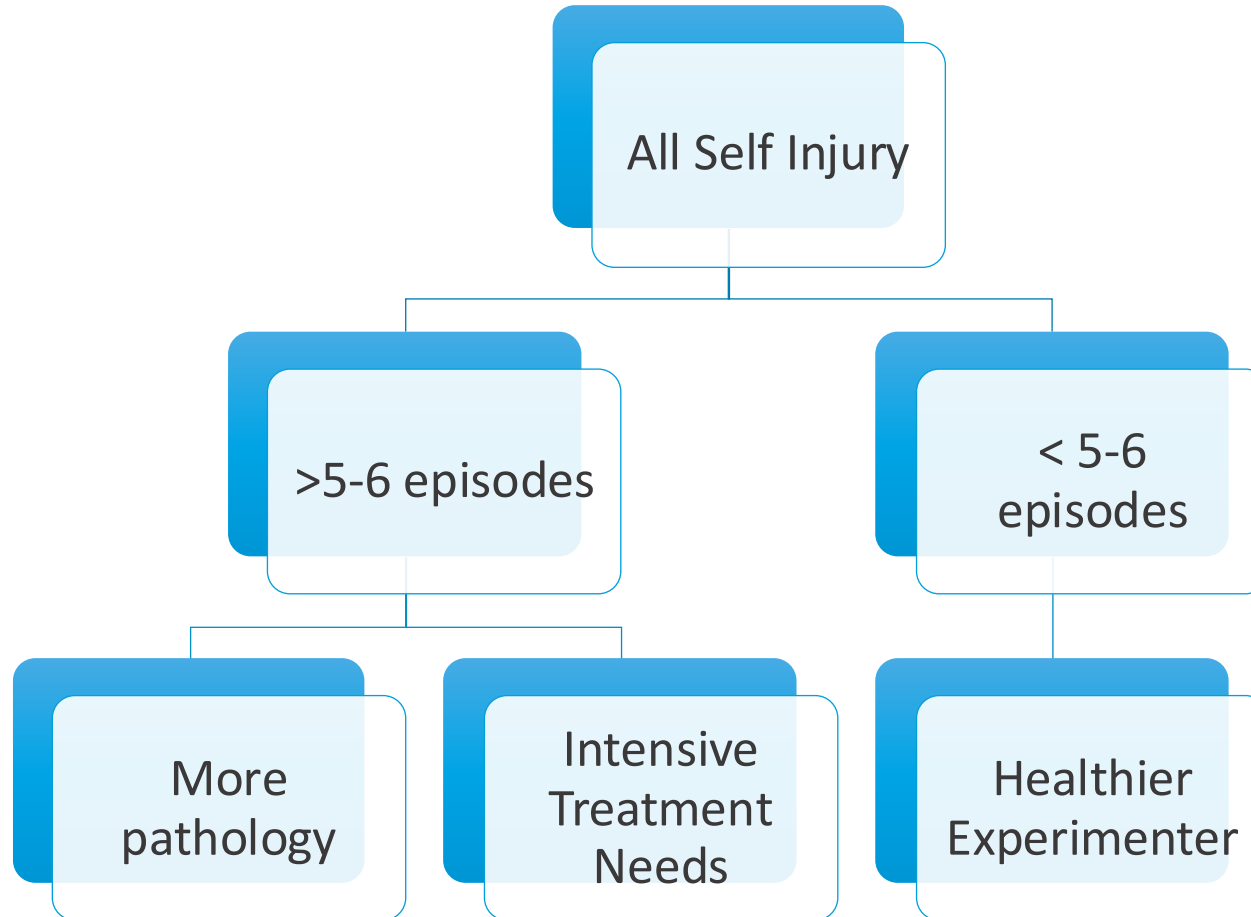 All Self Injury
>5-6 episodes
< 5-6
episodes
More
pathology
Intensive
Treatment
Needs
Healthier
Experimenter